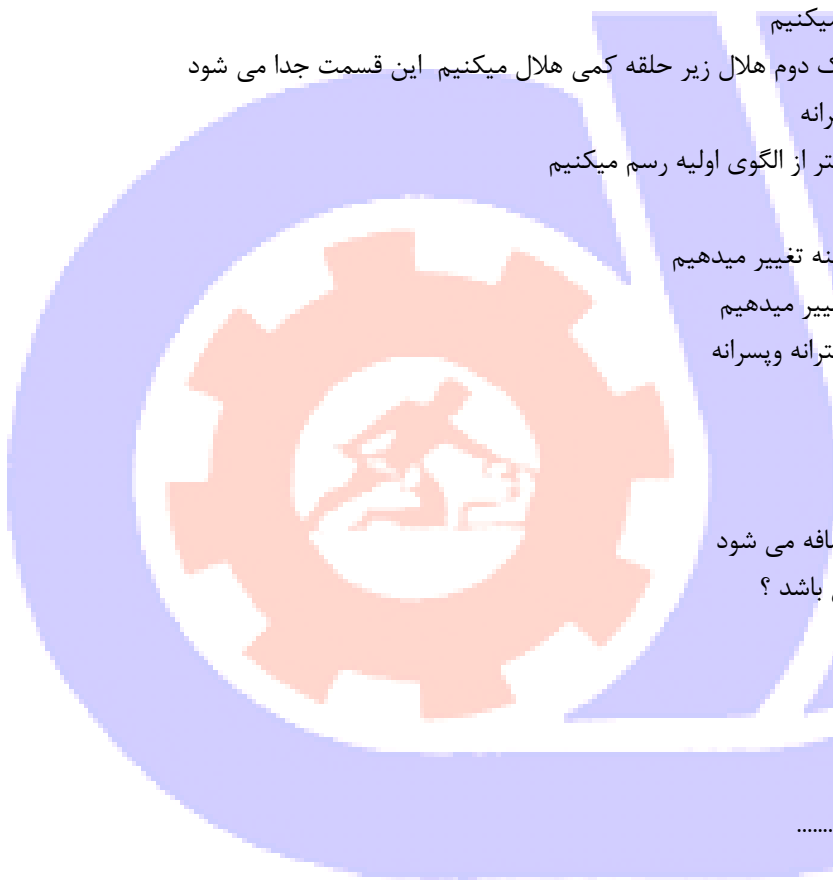 میکنیم
ک دوم هلال زیر حلقه کمی هلال میکنیم این قسمت جدا می شود
رانه
تر از الگوی اولیه رسم میکنیم
نه تغییر میدهیم
ییر میدهیم
ترانه وپسرانه
افه می شود
باشد ؟
........